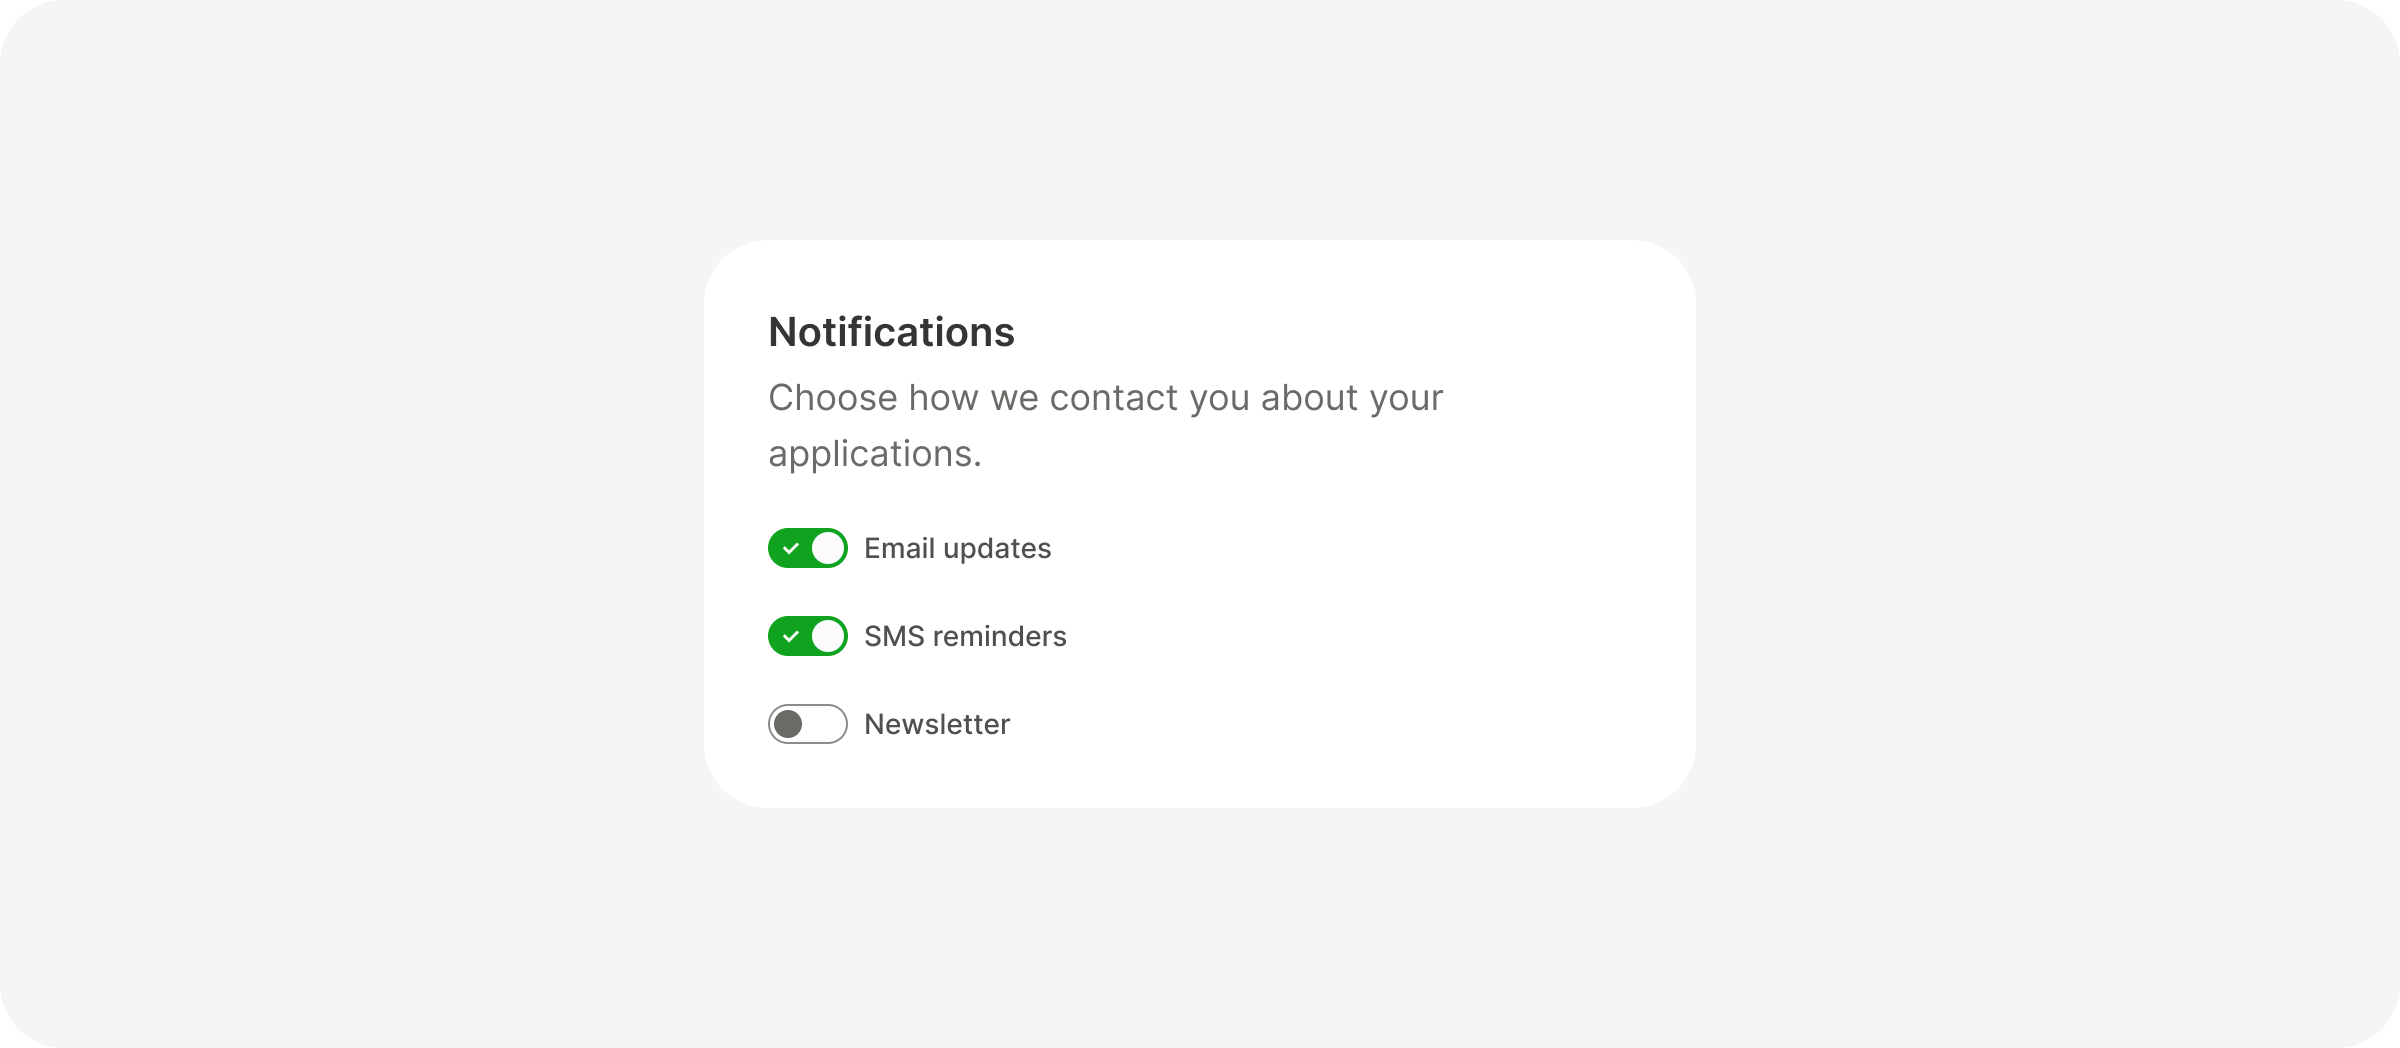 Notifications
Choose how we contact you about your
applications.
Email updates
SMS reminders
Newsletter